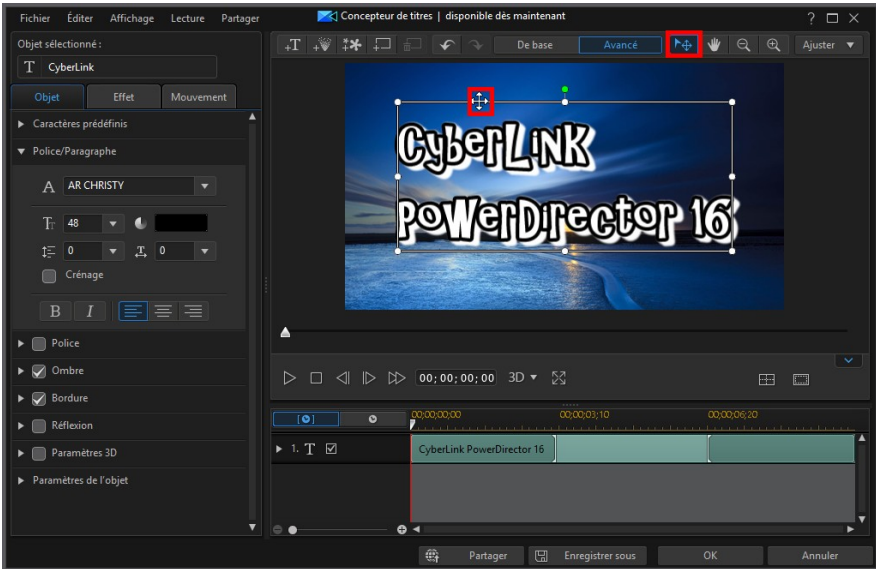 Fichier Éditer Affichage Lecture Partager
Concepteur de titres | disponible dès maintenant
Objet sélectionné :
T CyberLink
+T
De base Avancé
Ajuster
Objet Effet Mouvement
Caractères prédéfinis
Police/Paragraphe
A AR CHRISTY
48
0 0
Crénage
B I
Police
Ombre
Bordure
Réflexion
Paramètres 3D
Paramètres de l'objet
CyberLink
PowerDirector 16
00;00;00;00 3D
00;00;00;00 00;00;03;10 00;00;06;20
1. T CyberLink PowerDirector 16
Partager Enregistrer sous OK Annuler